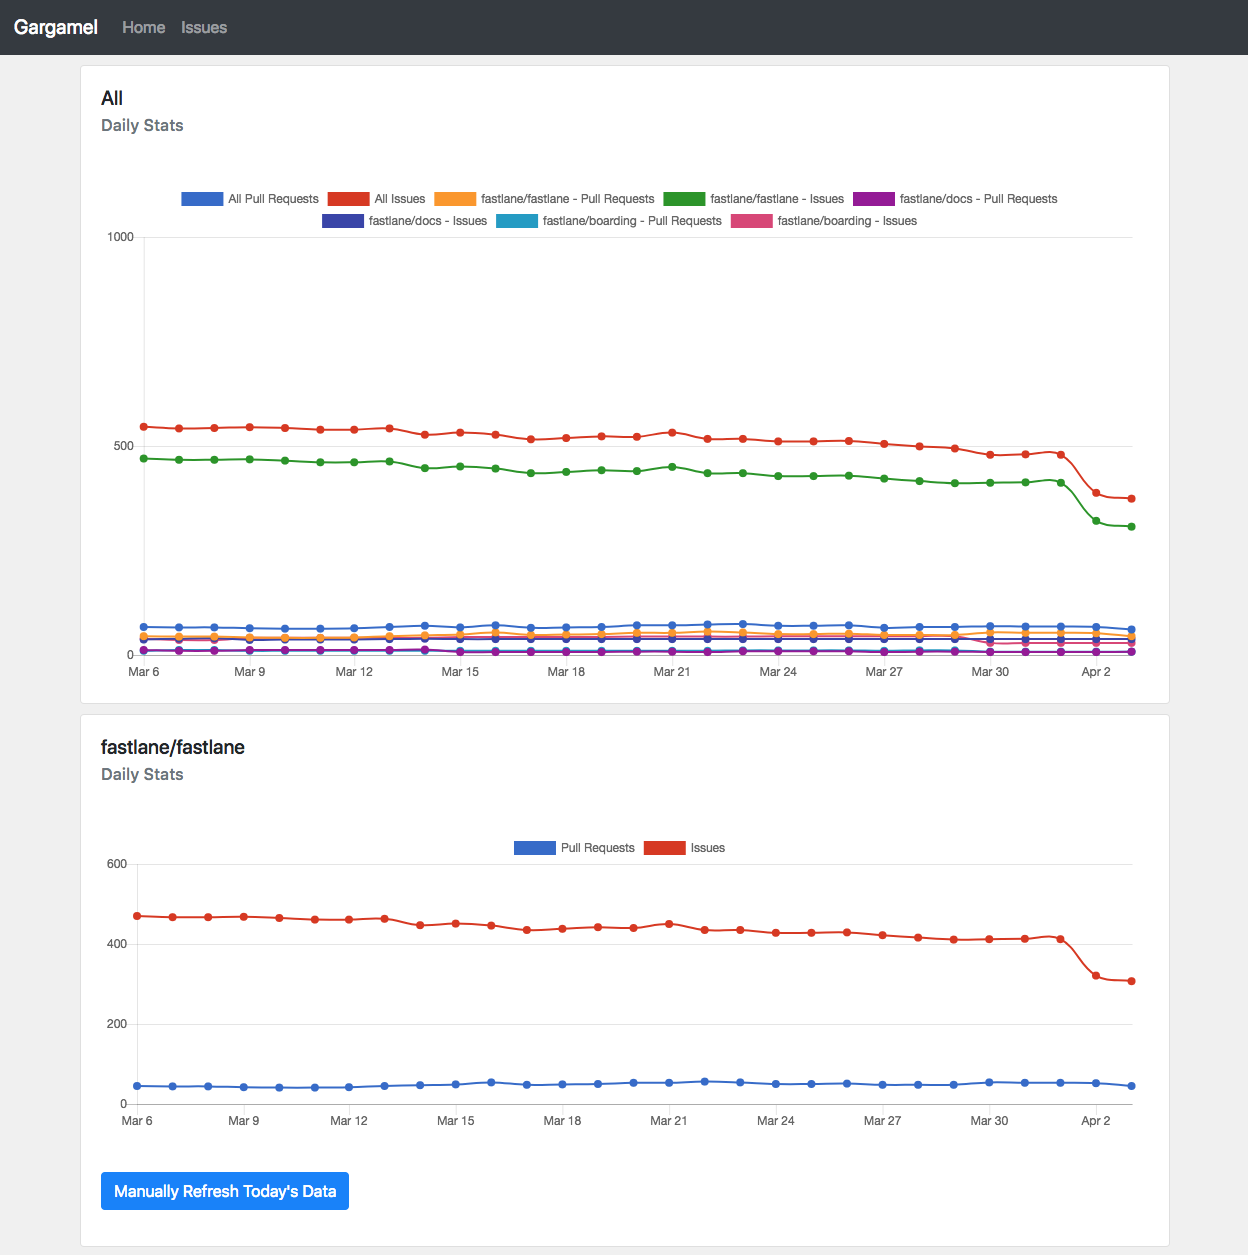 Gargamel Home Issues
All
Daily Stats
All Pull Requests All Issues fastlane/fastlane - Pull Requests fastlane/fastlane - Issues fastlane/docs - Pull Requests
fastlane/docs - Issues fastlane/boarding - Pull Requests fastlane/boarding - Issues
1000
500
0
Mar 6 Mar 9 Mar 12 Mar 15 Mar 18 Mar 21 Mar 24 Mar 27 Mar 30 Apr 2
fastlane/fastlane
Daily Stats
Pull Requests Issues
600
400
200
0
Mar 6 Mar 9 Mar 12 Mar 15 Mar 18 Mar 21 Mar 24 Mar 27 Mar 30 Apr 2
Manually Refresh Today's Data